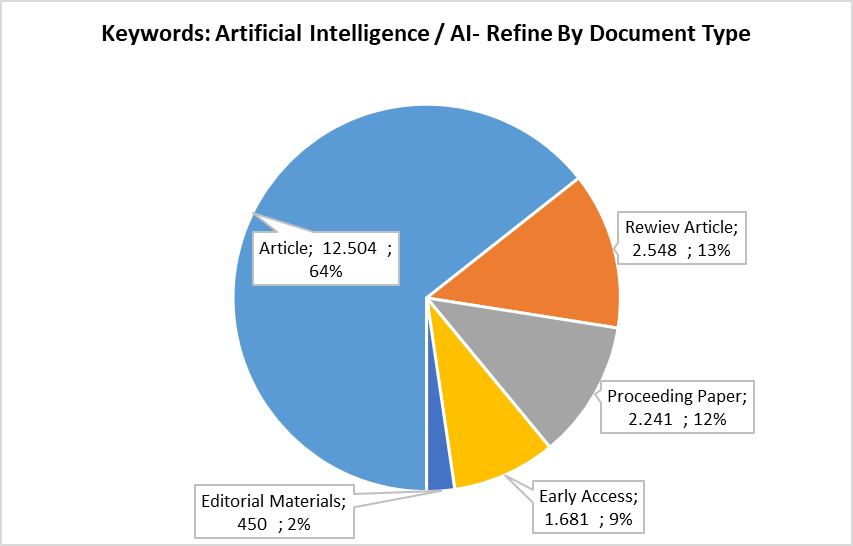 Keywords: Artificial Intelligence / AI- Refine By Document Type
Article; 12.504 ;
64%
Rewiev Article;
2.548 ; 13%
Proceeding Paper;
2.241 ; 12%
Early Access;
1.681 ; 9%
Editorial Materials;
450 ; 2%